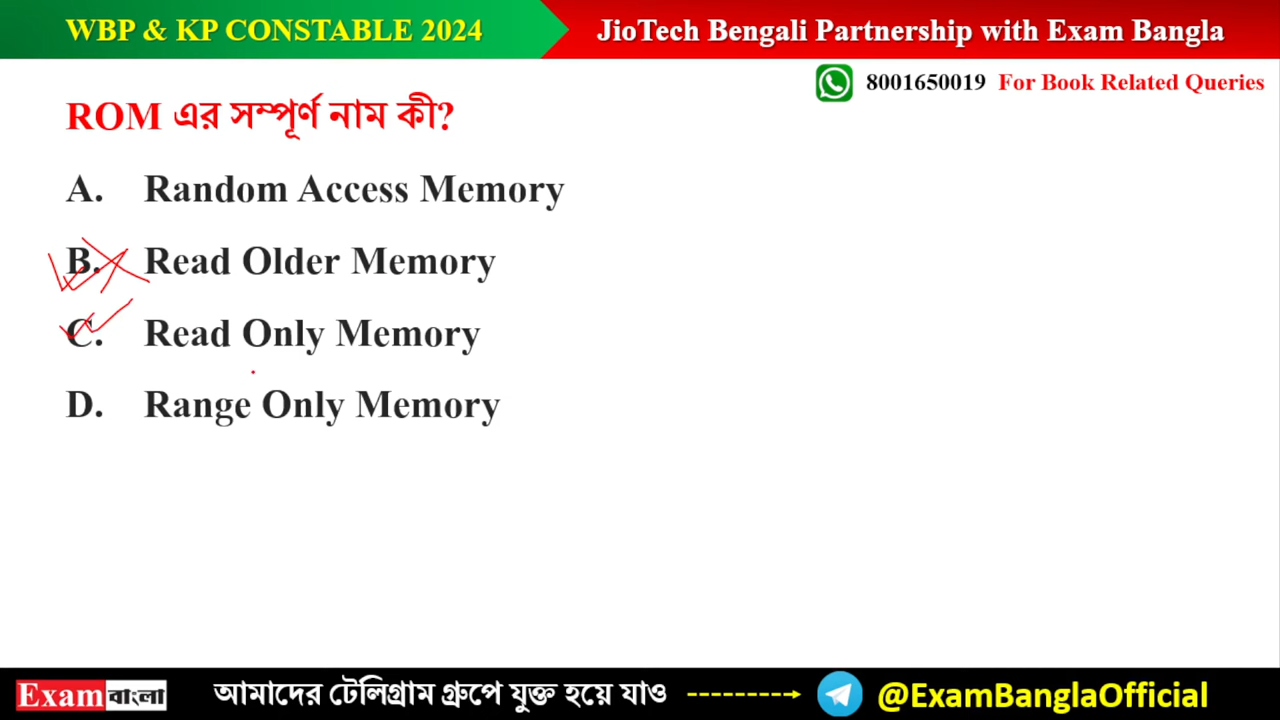 WBP & KP CONSTABLE 2024
JioTech Bengali Partnership with Exam Bangla
8001650019 For Book Related Queries
ROM এর সম্পূর্ণ নাম কী?
A. Random Access Memory
B. Read Older Memory
C. Read Only Memory
D. Range Only Memory
Exam বাংলা আমাদের টেলিগ্রাম গ্রুপে যুক্ত হয়ে যাও @ExamBanglaOfficial